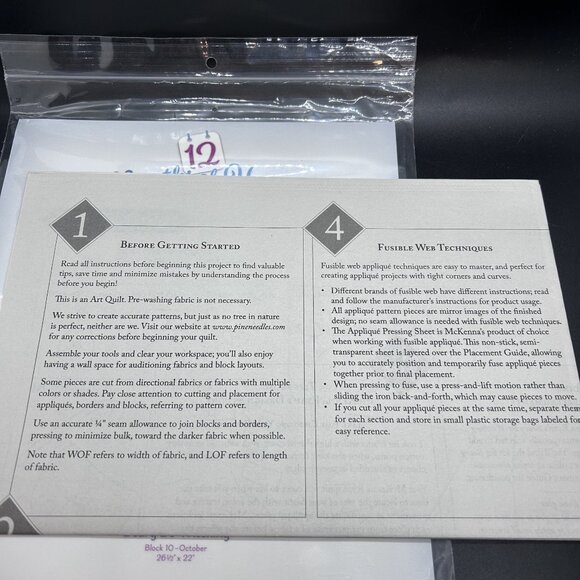 12
1
BEFORE GETTING STARTED
Read all instructions before beginning this project to find valuable
tips, save time and minimize mistakes by understanding the process
before you begin!
This is an Art Quilt. Pre-washing fabric is not necessary.
We strive to create accurate patterns, but just as no tree in nature
is perfect, neither are we. Visit our website at www.pineneedles.com
for any corrections before beginning your quilt.
Assemble your tools and clear your workspace; you'll also enjoy
having a wall space for auditioning fabric and block layouts.
Some pieces are cut from directional fabrics or fabrics with multiple
colors or shades. Pay close attention to cutting and placement for
appliqués, borders and blocks, referring to pattern cover.
Use an accurate ¼" seam allowance to join blocks and borders,
pressing to minimize bulk, toward the darker fabric when possible.
Note that WOF refers to width of fabric, and LOF refers to length
of fabric.
4
FUSIBLE WEB TECHNIQUES
Fusible web appliqué techniques are easy to master, and perfect for
creating appliqué projects with tight corners and curves.
• Different brands of fusible web have different instructions; read
and follow the manufacturer's instructions for product usage.
• All appliqué pattern pieces are mirror images of the finished
design; no seam allowance is needed with fusible web techniques.
• The Appliqué Pressing Sheet is McKenna's product of choice
when working with fusible appliqué. This non-stick, semi-
transparent sheet is layered over the Placement Guide, allowing
you to accurately position and temporarily fuse appliqué pieces
together prior to final placement.
• When pressing to fuse, use a press-and-lift motion rather than
sliding the iron back-and-forth, which may cause pieces to move.
• If you cut all your appliqué pieces at the same time, separate them
for each section and store in small plastic storage bags labeled for
easy reference.
Block 10-October
26½" x 22"